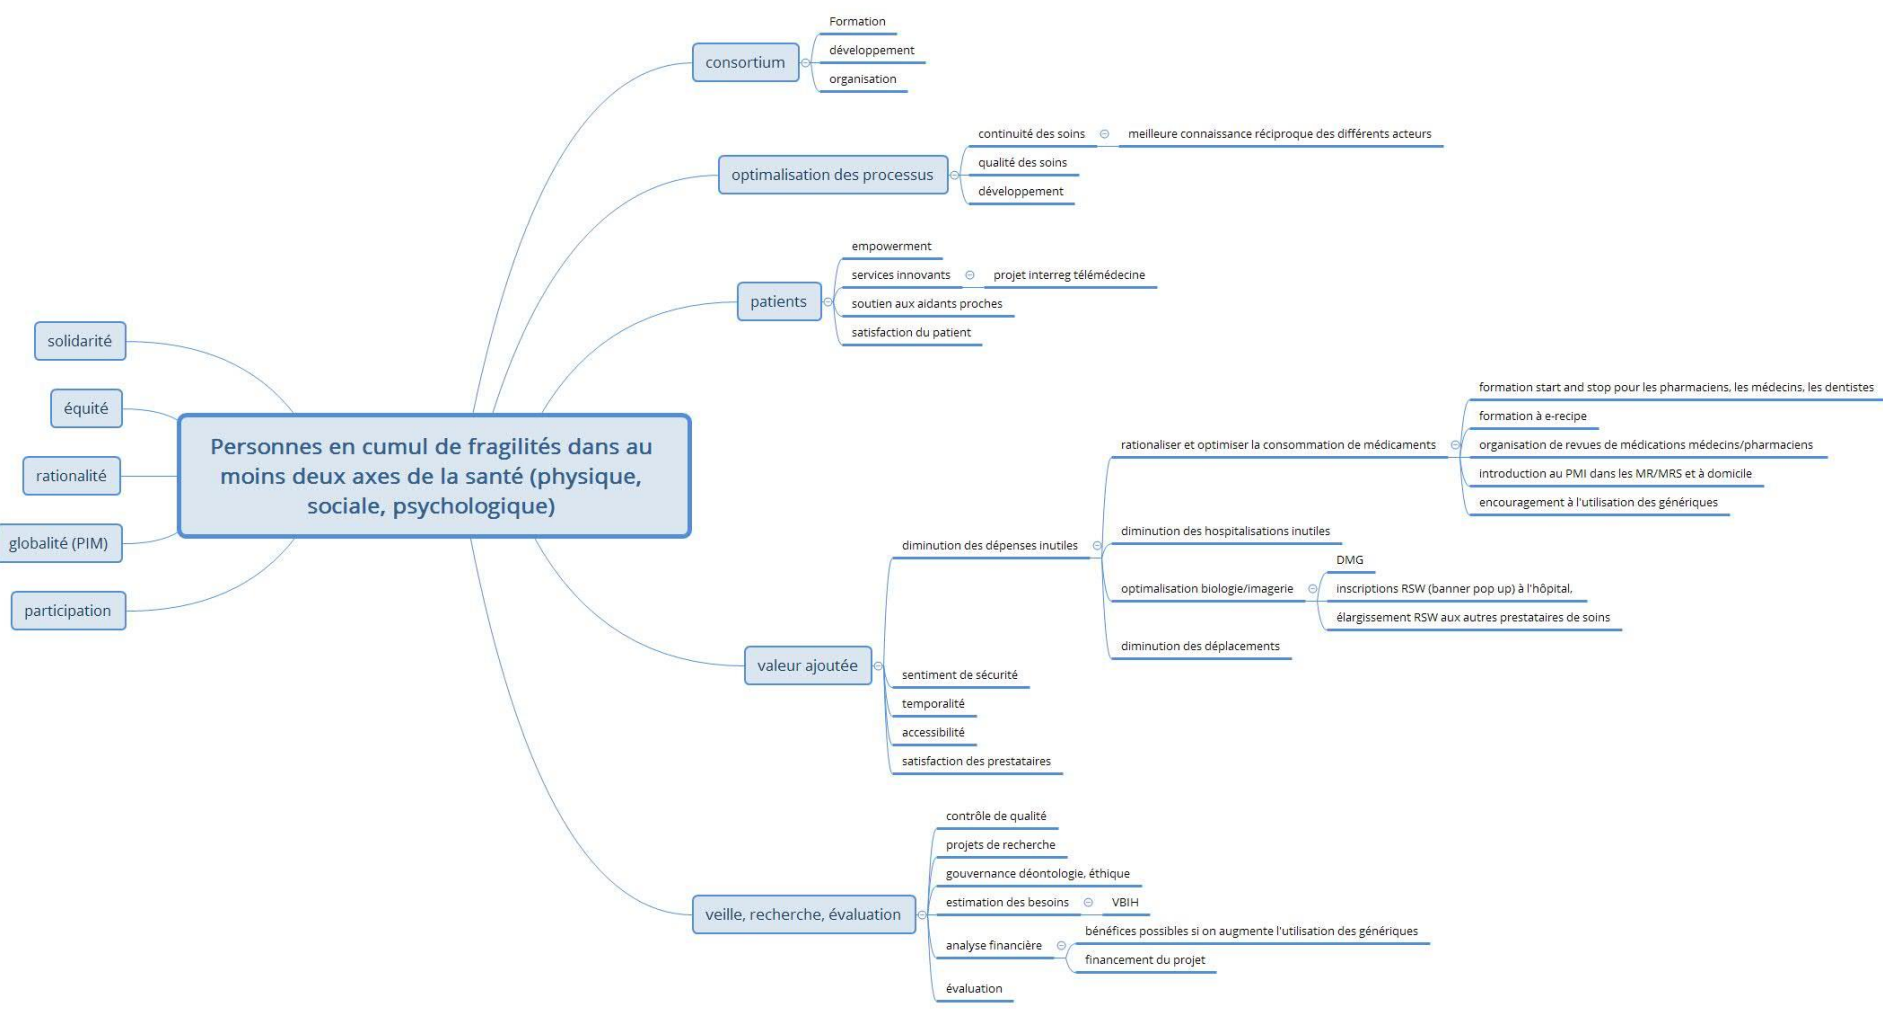 solidarité
équité
rationalité
globalité (PIM)
participation
Personnes en cumul de fragilités dans au
moins deux axes de la santé (physique,
sociale, psychologique)
consortium
Formation
développement
organisation
optimalisation des processus
continuité des soins
meilleure connaissance réciproque des différents acteurs
qualité des soins
développement
patients
empowerment
services innovants
projet interreg télémédecine
soutien aux aidants proches
satisfaction du patient
valeur ajoutée
diminution des dépenses inutiles
rationaliser et optimiser la consommation de médicaments
formation start and stop pour les pharmaciens, les médecins, les dentistes
formation à e-recipe
organisation de revues de médications médecins/pharmaciens
introduction au PMI dans les MR/MRS et à domicile
encouragement à l'utilisation des génériques
diminution des hospitalisations inutiles
optimalisation biologie/imagerie
DMG
inscriptions RSW (banner pop up) à l'hôpital,
élargissement RSW aux autres prestataires de soins
diminution des déplacements
sentiment de sécurité
temporalité
accessibilité
satisfaction des prestataires
veille, recherche, évaluation
contrôle de qualité
projets de recherche
gouvernance déontologie, éthique
estimation des besoins
VBIH
analyse financière
bénéfices possibles si on augmente l'utilisation des génériques
financement du projet
évaluation